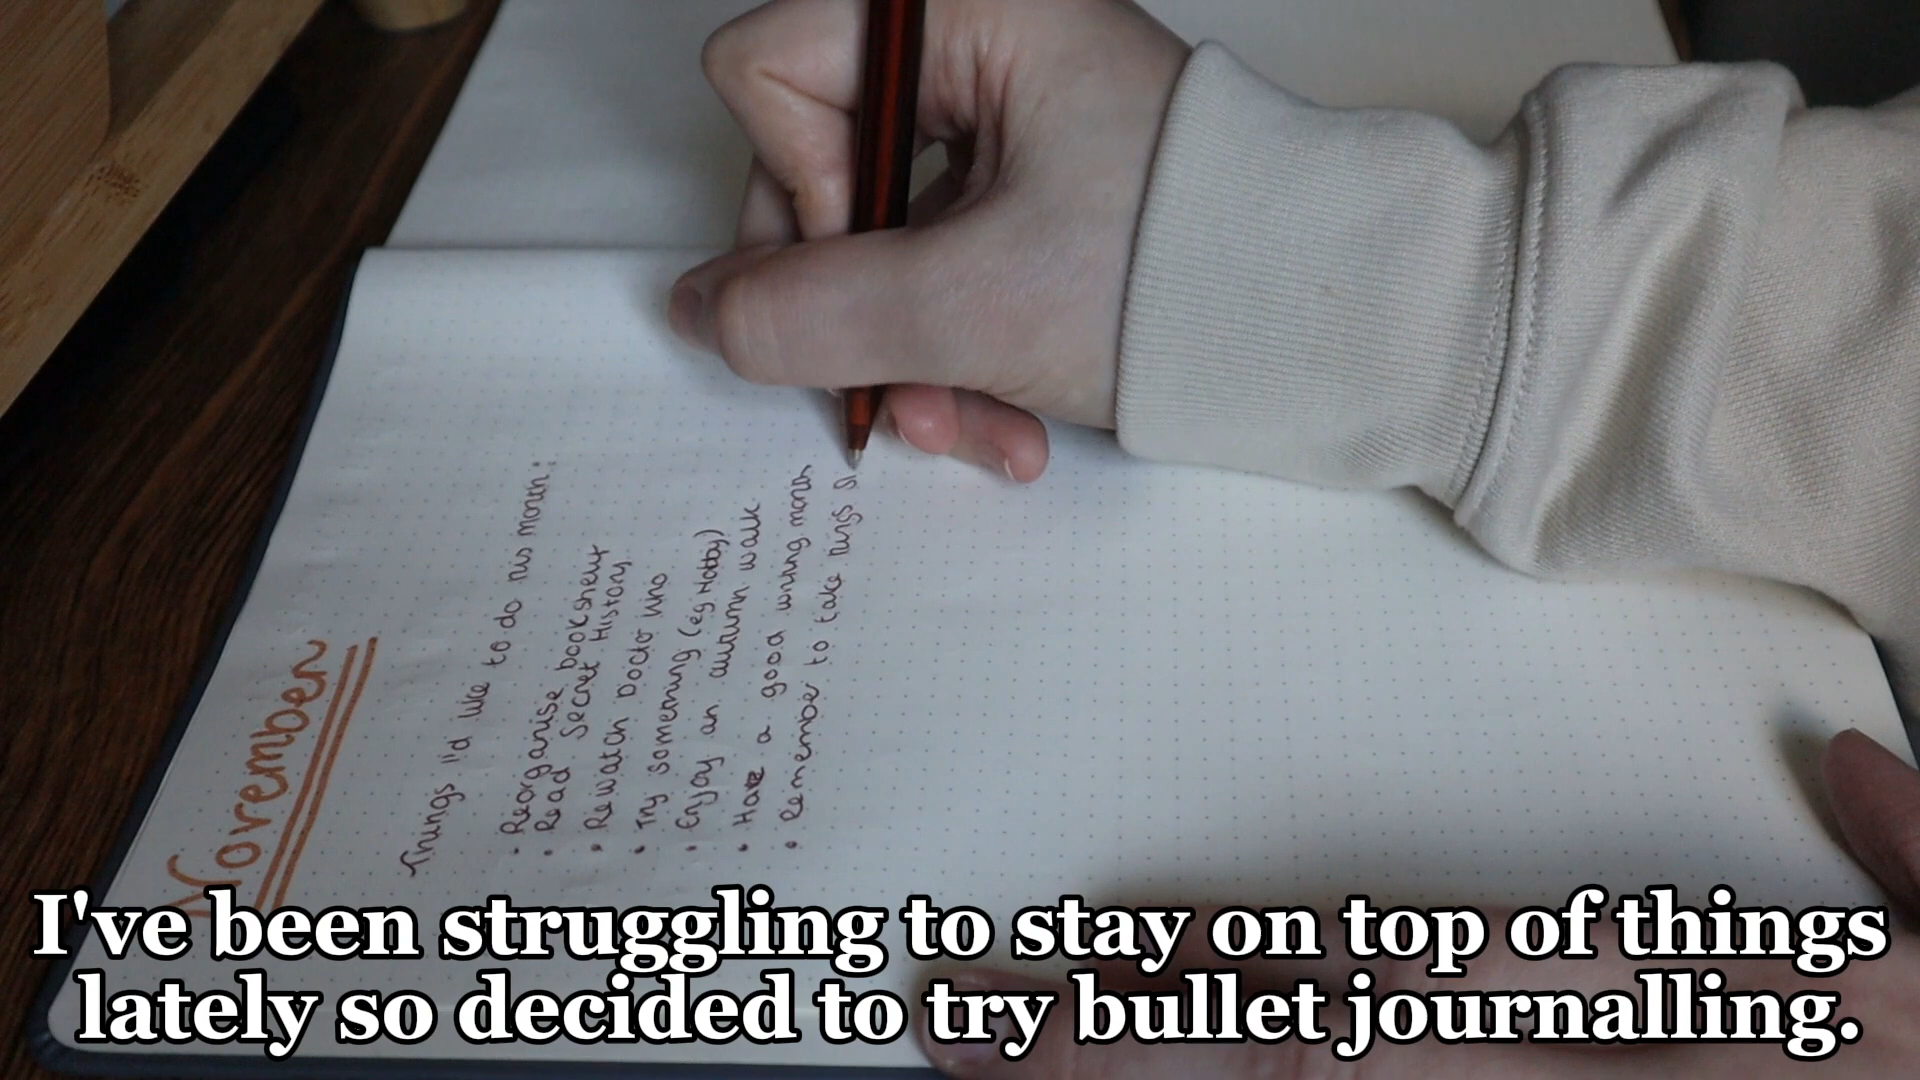 November
Things I'd like to do this month:
• Reorganise bookshelf
• Read Secret History
• Rewatch Doctor Who
• Try something (eg Hobby)
• Enjoy an autumn walk
• Have a good writing month
• Remember to take things
I've been struggling to stay on top of things
lately so decided to try bullet journalling.